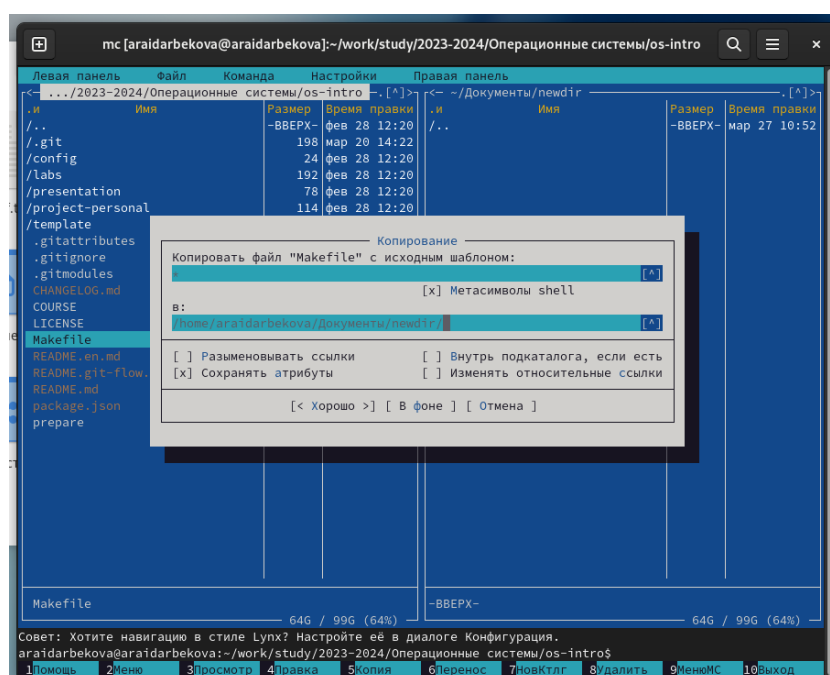 mc [araidarbekova@araidarbekova]:~/work/study/2023-2024/Операционные системы/os-intro
Левая панель Файл Команда Настройки Правая панель
<— .../2023-2024/Операционные системы/os-intro —.[^]> <— ~/Документы/newdir —.[^]>
.и Имя Размер Время правки .и Имя Размер Время правки
/.. -ВВЕРХ- фев 28 12:20 /.. -ВВЕРХ- мар 27 10:52
/.git 198 мар 20 14:22
/config 24 фев 28 12:20
/labs 192 фев 28 12:20
/presentation 78 фев 28 12:20
/project-personal 114 фев 28 12:20
/template
.gitattributes
.gitignore
.gitmodules
CHANGELOG.md
COURSE
LICENSE
Makefile
README.en.md
README.git-flow.
README.md
package.json
prepare
Копирование
Копировать файл "Makefile" с исходным шаблоном:
* [^]
[x] Метасимволы shell
в:
/home/araidarbekova/Документы/newdir/ [^]
[ ] Разыменовывать ссылки [ ] Внутрь подкаталога, если есть
[x] Сохранять атрибуты [ ] Изменять относительные ссылки
[< Хорошо >] [ В фоне ] [ Отмена ]
Makefile -ВВЕРХ-
64G / 99G (64%) 64G / 99G (64%)
Совет: Хотите навигацию в стиле Lynx? Настройте её в диалоге Конфигурация.
araidarbekova@araidarbekova:~/work/study/2023-2024/Операционные системы/os-intro$
1Помощь 2Меню 3Просмотр 4Правка 5Копия 6Перенос 7НовКтлг 8Удалить 9МенюМС 10Выход